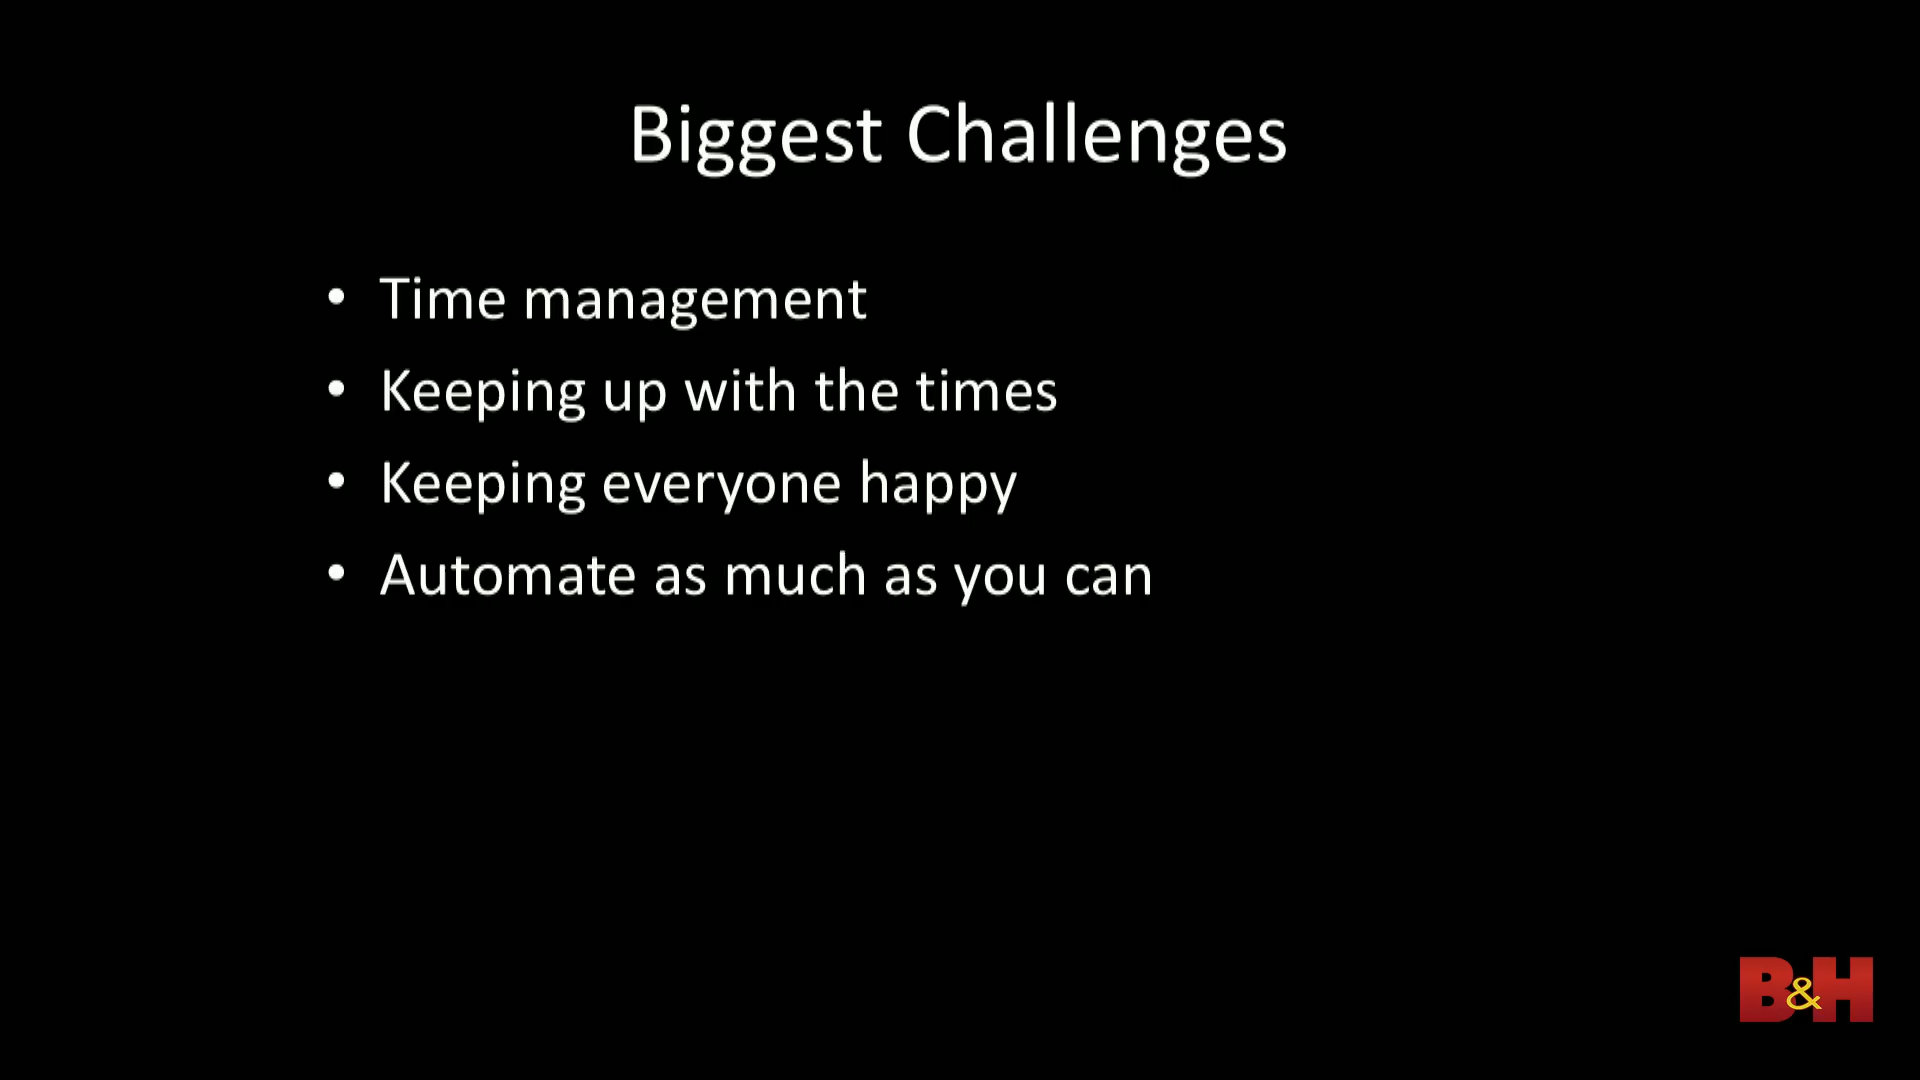 Biggest Challenges
• Time management
• Keeping up with the times
• Keeping everyone happy
• Automate as much as you can
B&H